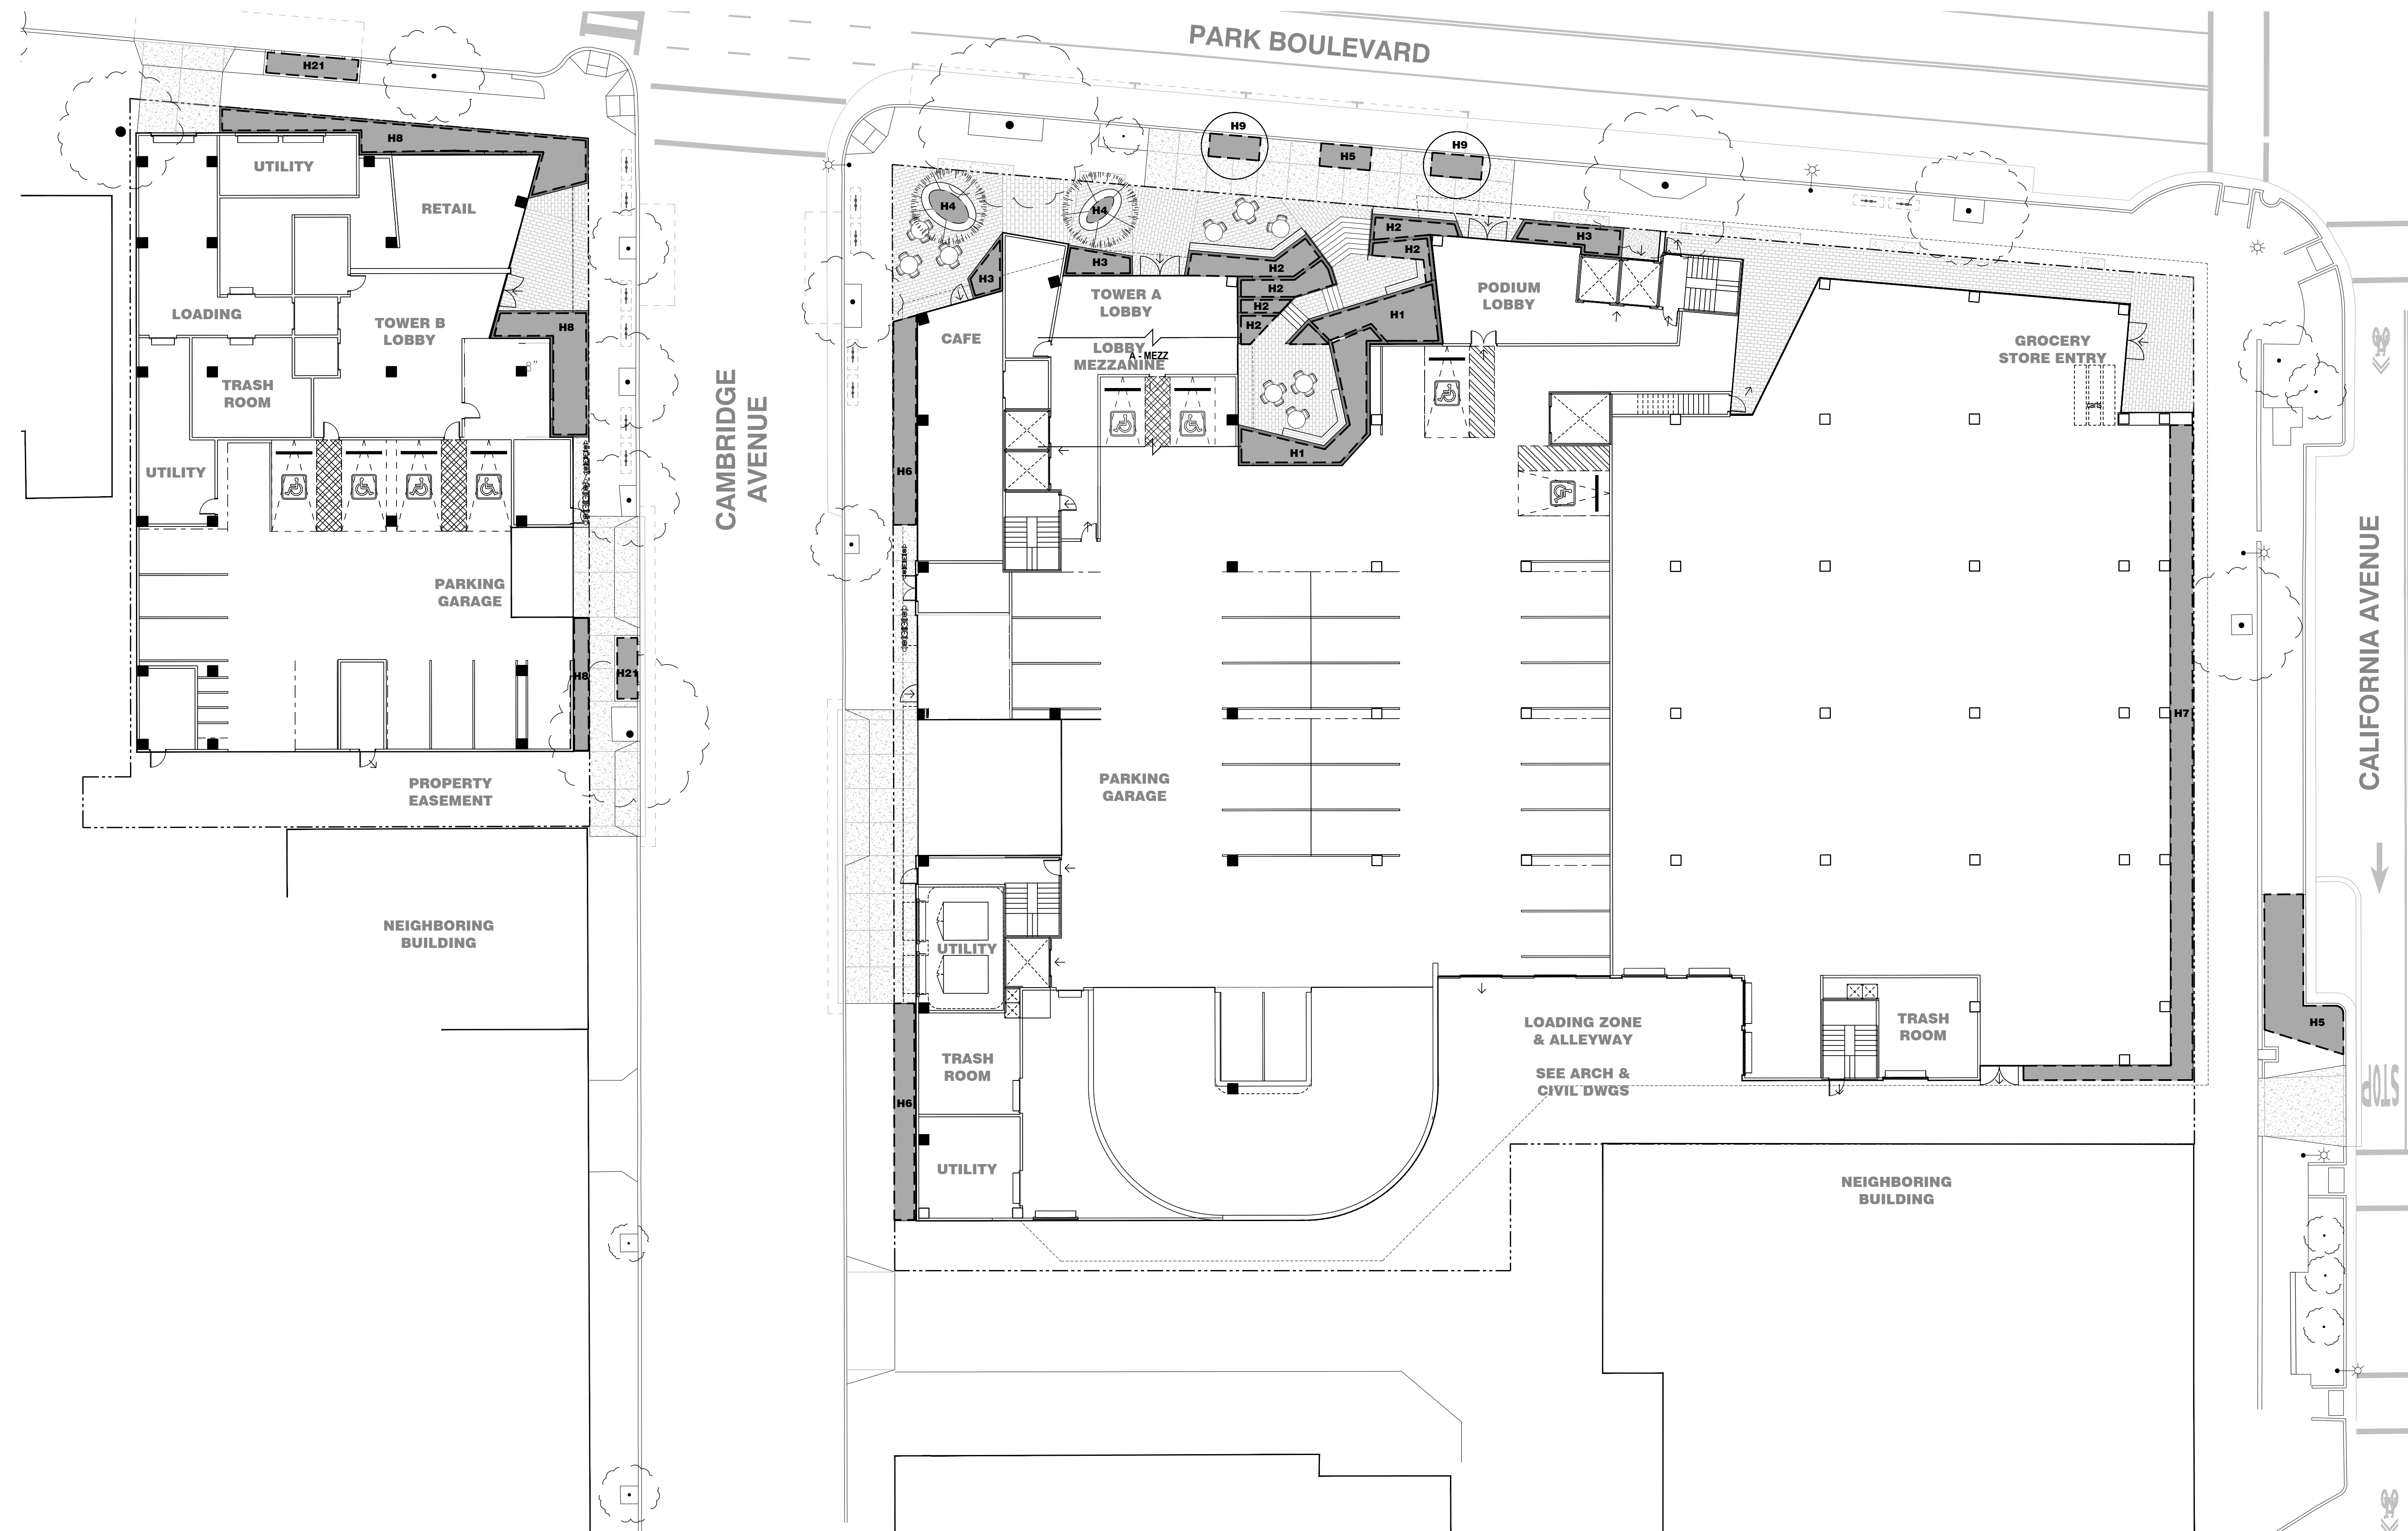 PARK BOULEVARD
H21
H8
UTILITY
RETAIL
LOADING
TOWER B
LOBBY
H8
8"
TRASH
ROOM
UTILITY
PARKING
GARAGE
H8
H21
PROPERTY
EASEMENT
NEIGHBORING
BUILDING
CAMBRIDGE
AVENUE
H9
H5
H9
H4
H4
H3
H3
H2
H2
H2
H2
H2
H2
H3
H1
H1
TOWER A
LOBBY
LOBBY
A - MEZZ
MEZZANINE
CAFE
PODIUM
LOBBY
GROCERY
STORE ENTRY
carts
H6
H7
PARKING
GARAGE
UTILITY
TRASH
ROOM
H6
UTILITY
LOADING ZONE
& ALLEYWAY
SEE ARCH &
CIVIL DWGS
TRASH
ROOM
NEIGHBORING
BUILDING
CALIFORNIA AVENUE
H5
STOP